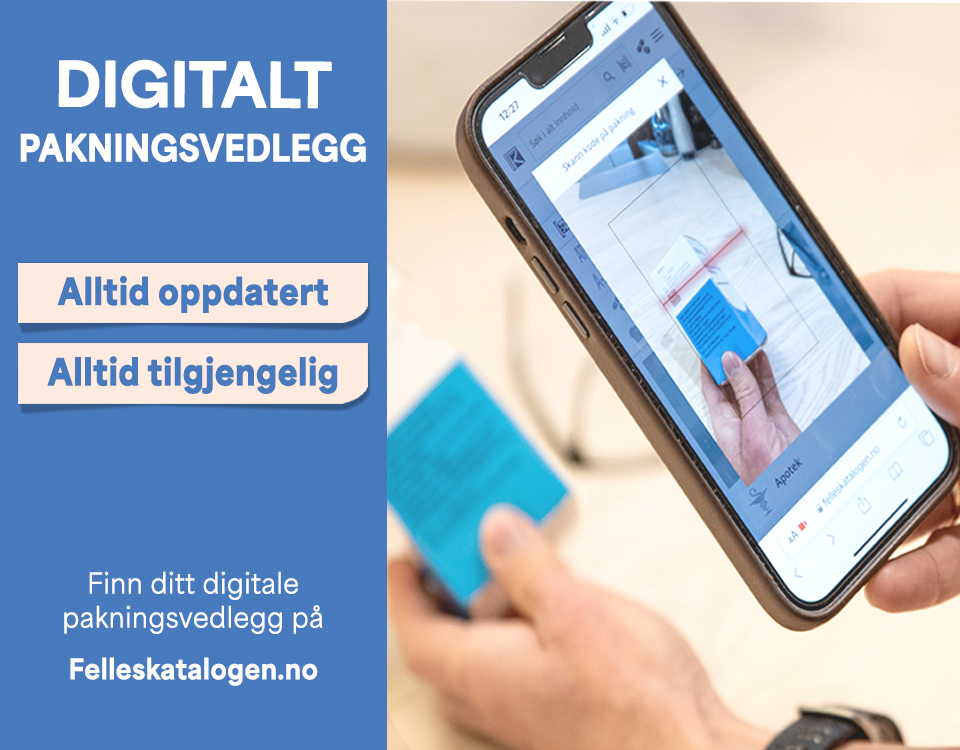 DIGITALT
PAKNINGSVEDLEGG
Alltid oppdatert
Alltid tilgjengelig
Finn ditt digitale
pakningsvedlegg på
Felleskatalogen.no
12:27
Søk i alt innhold
Skann kode på pakning
Apotek
AA
felleskatalogen.no